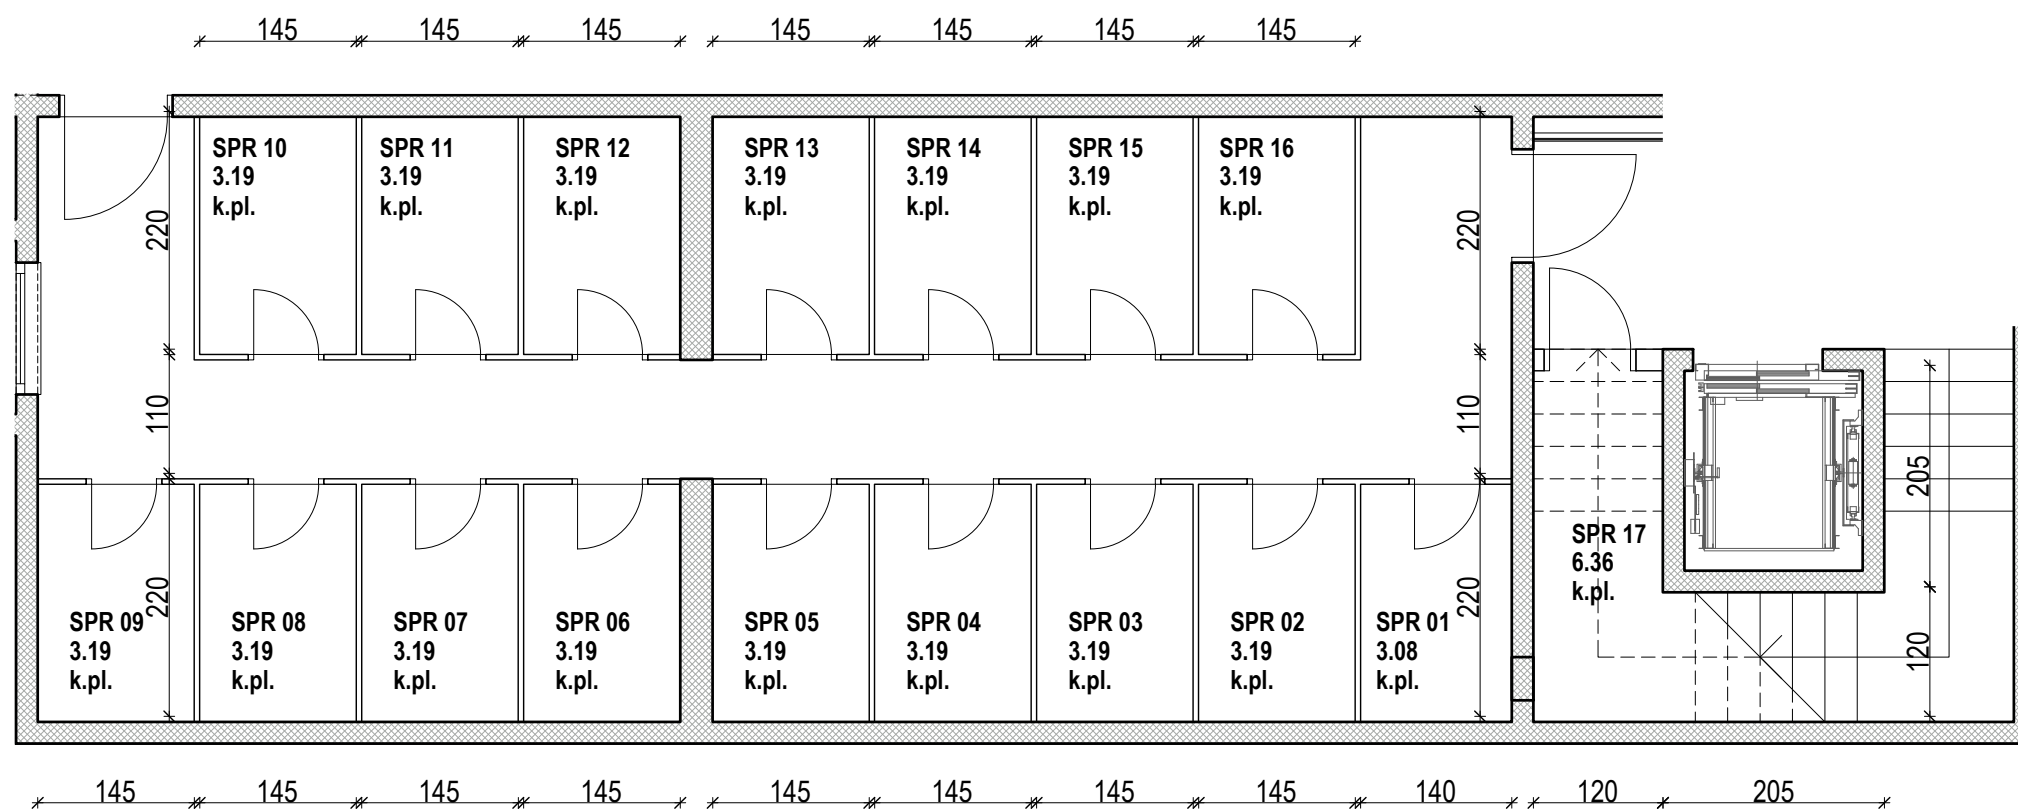 145 145 145 145 145 145 145
SPR 10
3.19
k.pl.
SPR 11
3.19
k.pl.
SPR 12
3.19
k.pl.
SPR 13
3.19
k.pl.
SPR 14
3.19
k.pl.
SPR 15
3.19
k.pl.
SPR 16
3.19
k.pl.
220
220
110
110
205
SPR 17
6.36
k.pl.
220
220
120
SPR 09
3.19
k.pl.
SPR 08
3.19
k.pl.
SPR 07
3.19
k.pl.
SPR 06
3.19
k.pl.
SPR 05
3.19
k.pl.
SPR 04
3.19
k.pl.
SPR 03
3.19
k.pl.
SPR 02
3.19
k.pl.
SPR 01
3.08
k.pl.
145 145 145 145 145 145 145 145 140 120 205